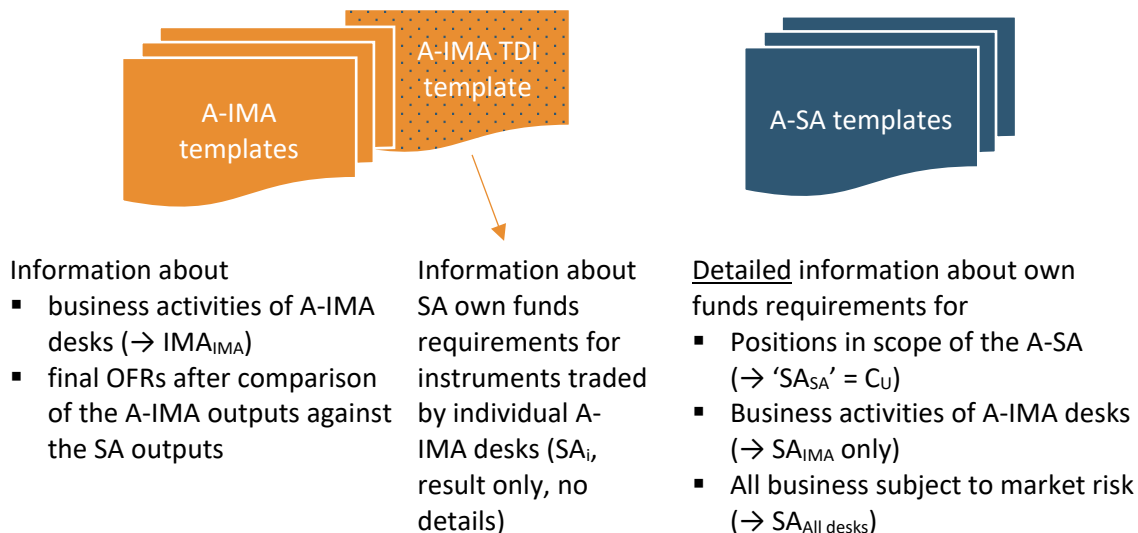 A-IMA TDI
template
A-IMA
templates
A-SA templates
Information about
▪ business activities of A-IMA
desks (→ IMA_IMA)
▪ final OFRs after comparison
of the A-IMA outputs against
the SA outputs
Information about
SA own funds
requirements for
instruments traded
by individual A-
IMA desks (SA_i,
result only, no
details)
Detailed information about own
funds requirements for
▪ Positions in scope of the A-SA
(→ ‘SA_SA’ = C_U)
▪ Business activities of A-IMA desks
(→ SA_IMA only)
▪ All business subject to market risk
(→ SA_All desks)